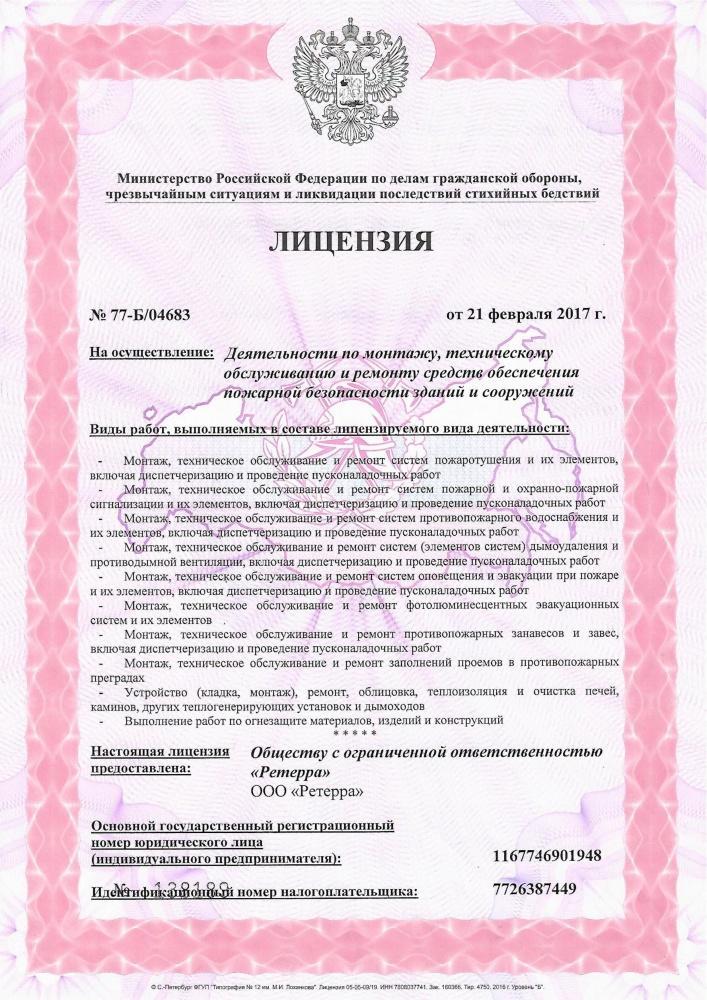 Министерство Российской Федерации по делам гражданской обороны,
чрезвычайным ситуациям и ликвидации последствий стихийных бедствий
ЛИЦЕНЗИЯ
№ 77-Б/04683 от 21 февраля 2017 г.
На осуществление: Деятельности по монтажу, техническому
обслуживанию и ремонту средств обеспечения
пожарной безопасности зданий и сооружений
Виды работ, выполняемых в составе лицензируемого вида деятельности:
- Монтаж, техническое обслуживание и ремонт систем пожаротушения и их элементов,
включая диспетчеризацию и проведение пусконаладочных работ
- Монтаж, техническое обслуживание и ремонт систем пожарной и охранно-пожарной
сигнализации и их элементов, включая диспетчеризацию и проведение пусконаладочных работ
- Монтаж, техническое обслуживание и ремонт систем противопожарного водоснабжения и
их элементов, включая диспетчеризацию и проведение пусконаладочных работ
- Монтаж, техническое обслуживание и ремонт систем (элементов систем) дымоудаления и
противодымной вентиляции, включая диспетчеризацию и проведение пусконаладочных работ
- Монтаж, техническое обслуживание и ремонт систем оповещения и эвакуации при пожаре
и их элементов, включая диспетчеризацию и проведение пусконаладочных работ
- Монтаж, техническое обслуживание и ремонт фотолюминесцентных эвакуационных
систем и их элементов
- Монтаж, техническое обслуживание и ремонт противопожарных занавесов и завес,
включая диспетчеризацию и проведение пусконаладочных работ
- Монтаж, техническое обслуживание и ремонт заполнений проемов в противопожарных
преградах
- Устройство (кладка, монтаж), ремонт, облицовка, теплоизоляция и очистка печей,
каминов, других теплогенерирующих установок и дымоходов
- Выполнение работ по огнезащите материалов, изделий и конструкций
* * * * *
Настоящая лицензия Обществу с ограниченной ответственностью
предоставлена: «Ретерра»
ООО «Ретерра»
Основной государственный регистрационный
номер юридического лица
(индивидуального предпринимателя): 1167746901948
Идентификационный номер налогоплательщика: 7726387449
№ 138189
© С.-Петербург ФГУП "Типография № 12 им. М.И. Лоханкова". Лицензия 05-05-09/19. ИНН 7808037741. Зак. 160366. Тир. 4750. 2016 г. Уровень "Б".